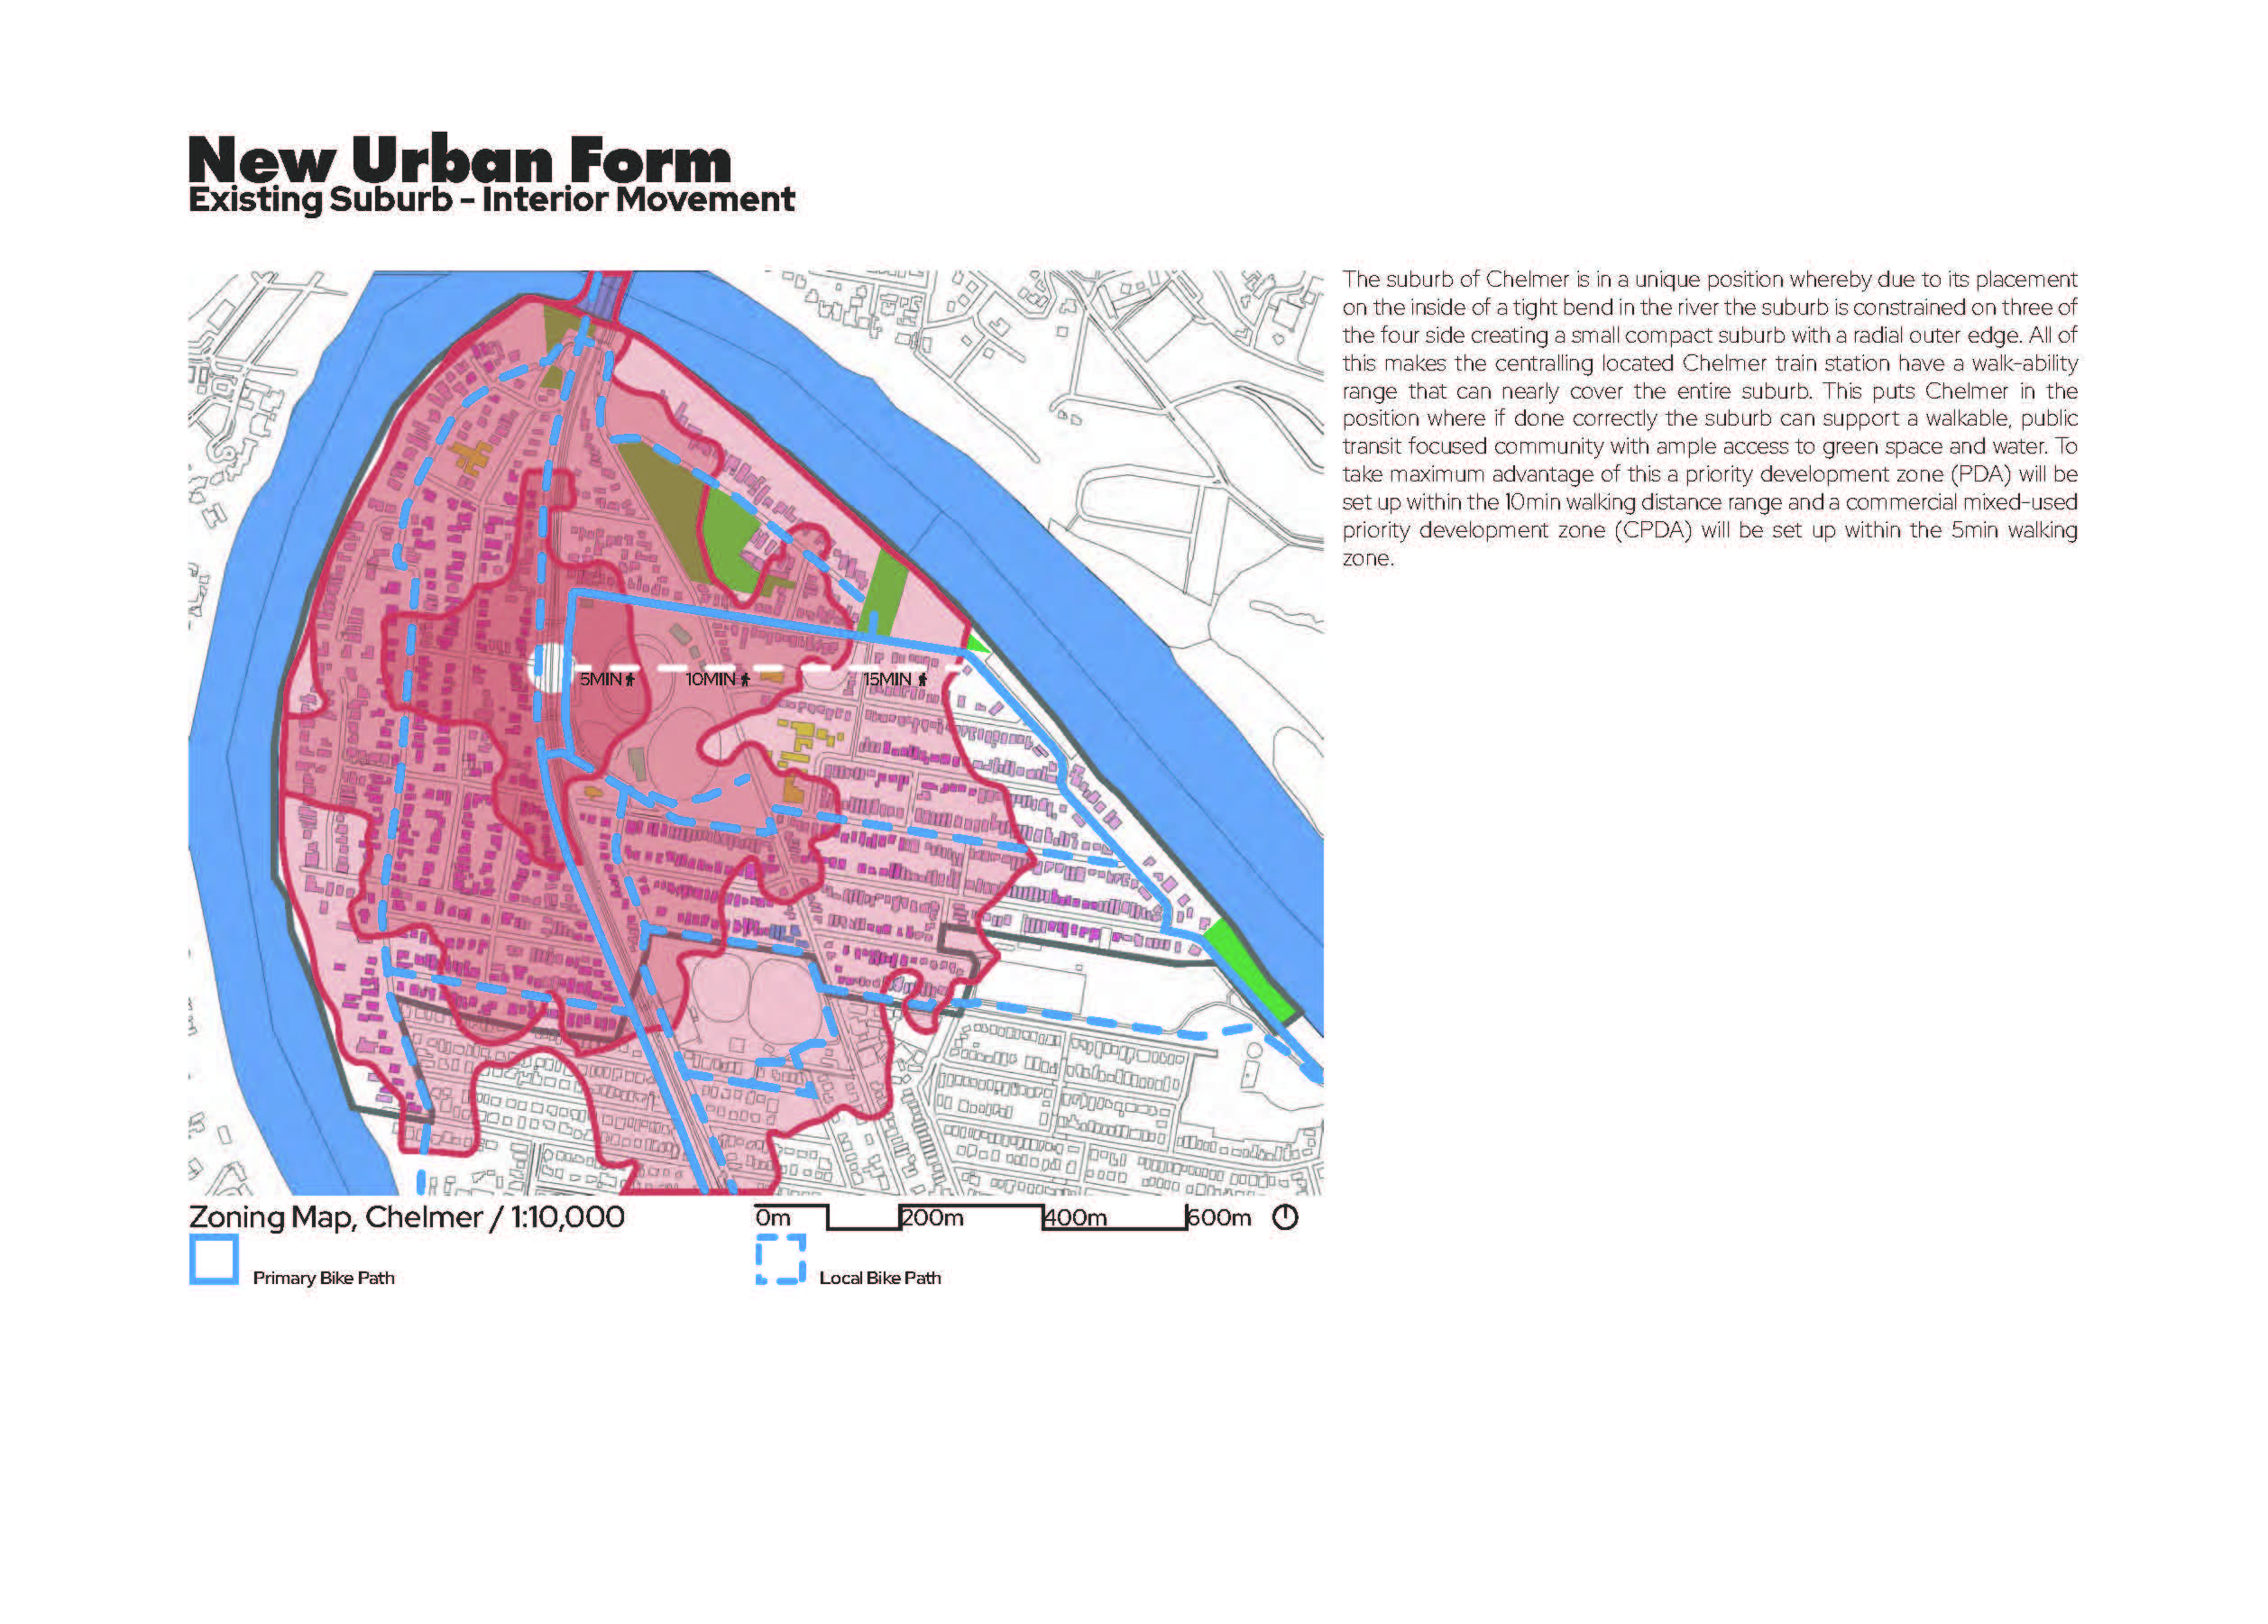 New Urban Form
Existing Suburb - Interior Movement
The suburb of Chelmer is in a unique position whereby due to its placement
on the inside of a tight bend in the river the suburb is constrained on three of
the four side creating a small compact suburb with a radial outer edge. All of
this makes the centralling located Chelmer train station have a walk-ability
range that can nearly cover the entire suburb. This puts Chelmer in the
position where if done correctly the suburb can support a walkable, public
transit focused community with ample access to green space and water. To
take maximum advantage of this a priority development zone (PDA) will be
set up within the 10min walking distance range and a commercial mixed-used
priority development zone (CPDA) will be set up within the 5min walking
zone.
5MIN
10MIN
15MIN
Zoning Map, Chelmer / 1:10,000
0m
200m
400m
600m
Primary Bike Path
Local Bike Path